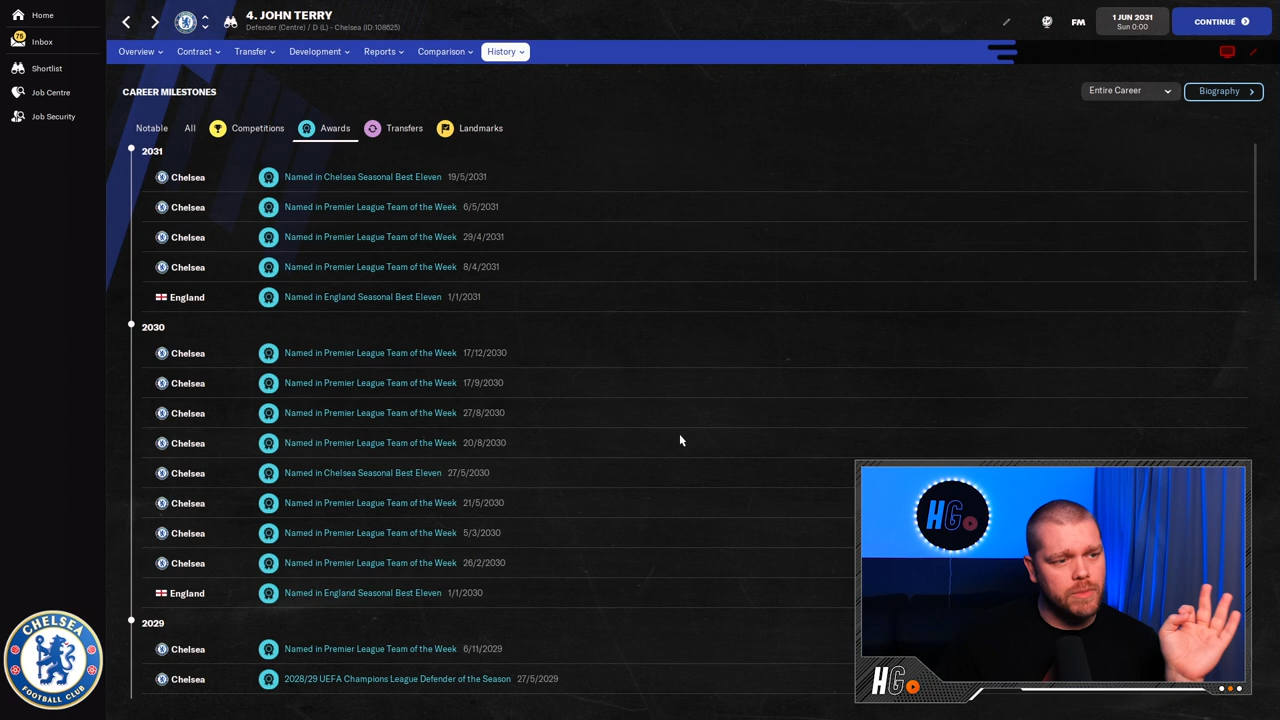 Home
75
Inbox
Shortlist
Job Centre
Job Security
4. JOHN TERRY
Defender (Centre) / D (L) - Chelsea (ID:108625)
FM
1 JUN 2031
Sun 0:00
CONTINUE
Overview
Contract
Transfer
Development
Reports
Comparison
History
CAREER MILESTONES
Entire Career
Biography
Notable
All
Competitions
Awards
Transfers
Landmarks
2031
Chelsea Named in Chelsea Seasonal Best Eleven 19/5/2031
Chelsea Named in Premier League Team of the Week 6/5/2031
Chelsea Named in Premier League Team of the Week 29/4/2031
Chelsea Named in Premier League Team of the Week 8/4/2031
England Named in England Seasonal Best Eleven 1/1/2031
2030
Chelsea Named in Premier League Team of the Week 17/12/2030
Chelsea Named in Premier League Team of the Week 17/9/2030
Chelsea Named in Premier League Team of the Week 27/8/2030
Chelsea Named in Premier League Team of the Week 20/8/2030
Chelsea Named in Chelsea Seasonal Best Eleven 27/5/2030
Chelsea Named in Premier League Team of the Week 21/5/2030
Chelsea Named in Premier League Team of the Week 5/3/2030
Chelsea Named in Premier League Team of the Week 26/2/2030
England Named in England Seasonal Best Eleven 1/1/2030
2029
Chelsea Named in Premier League Team of the Week 6/11/2029
Chelsea 2028/29 UEFA Champions League Defender of the Season 27/5/2029
CHELSEA
FOOTBALL CLUB
HG
HG